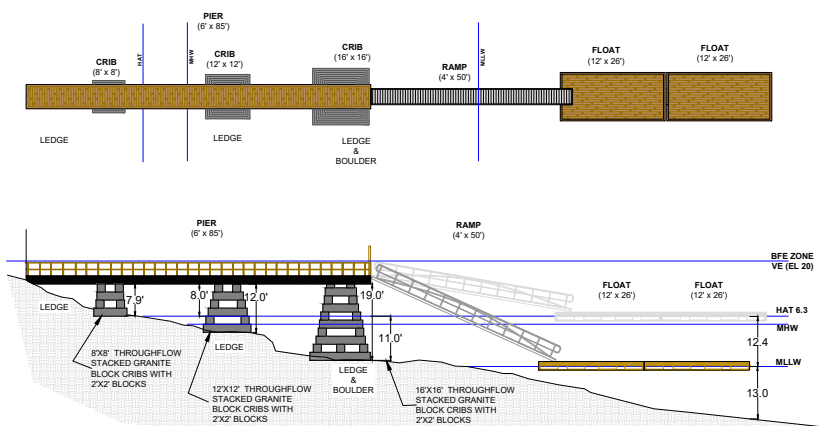 PIER
(6' x 85')
CRIB
(8' x 8')
HAT
MHW
CRIB
(12' x 12')
CRIB
(16' x 16')
RAMP
(4' x 50')
MLLW
FLOAT
(12' x 26')
FLOAT
(12' x 26')
LEDGE
LEDGE
LEDGE
&
BOULDER
PIER
(6' x 85')
RAMP
(4' x 50')
BFE ZONE
VE (EL 20)
FLOAT
(12' x 26')
FLOAT
(12' x 26')
7.9'
8.0'
12.0'
19.0'
11.0'
HAT 6.3
MHW
12.4
MLLW
13.0
LEDGE
LEDGE
LEDGE
&
BOULDER
8'X8' THROUGHFLOW
STACKED GRANITE
BLOCK CRIBS WITH
2'X2' BLOCKS
12'X12' THROUGHFLOW
STACKED GRANITE
BLOCK CRIBS WITH
2'X2' BLOCKS
16'X16' THROUGHFLOW
STACKED GRANITE
BLOCK CRIBS WITH
2'X2' BLOCKS